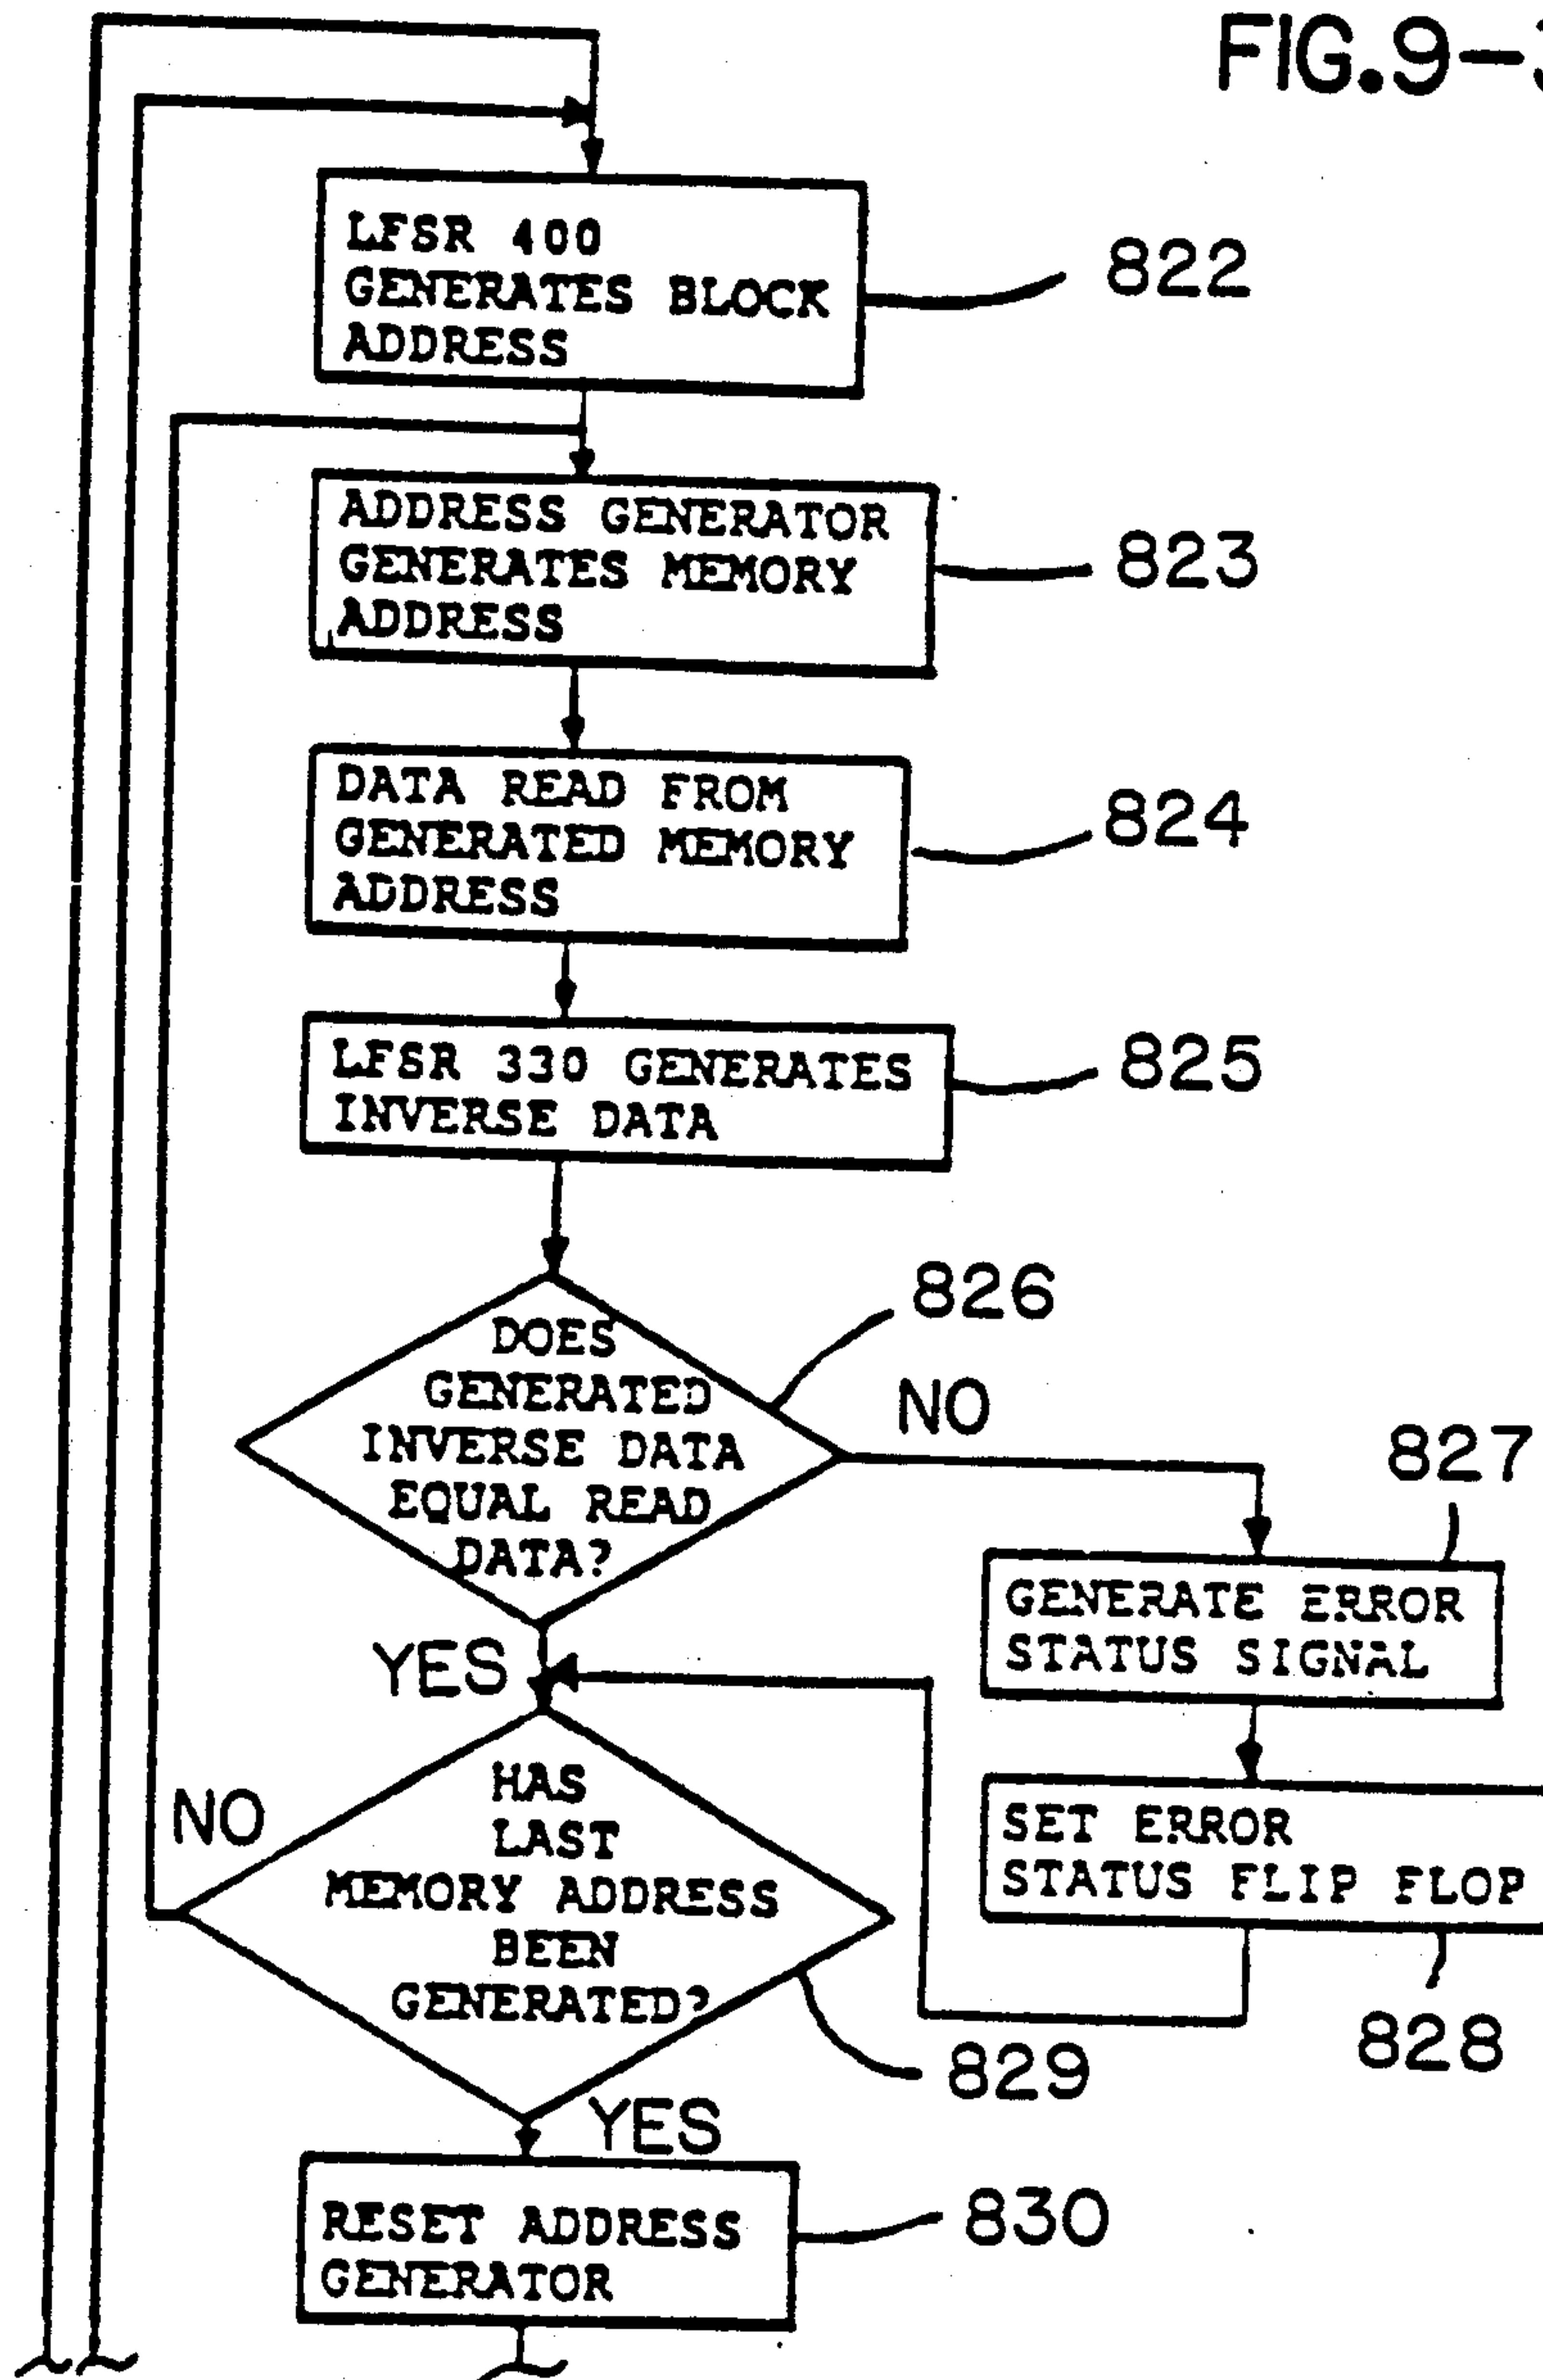 FIG.9-3
LFSR 400
GENERATES BLOCK
ADDRESS
822
ADDRESS GENERATOR
GENERATES MEMORY
ADDRESS
823
DATA READ FROM
GENERATED MEMORY
ADDRESS
824
LFSR 330 GENERATES
INVERSE DATA
825
DOES
GENERATED
INVERSE DATA
EQUAL READ
DATA?
826
NO
827
GENERATE ERROR
STATUS SIGNAL
YES
SET ERROR
STATUS FLIP FLOP
828
NO
HAS
LAST
MEMORY ADDRESS
BEEN
GENERATED?
829
YES
RESET ADDRESS
GENERATOR
830